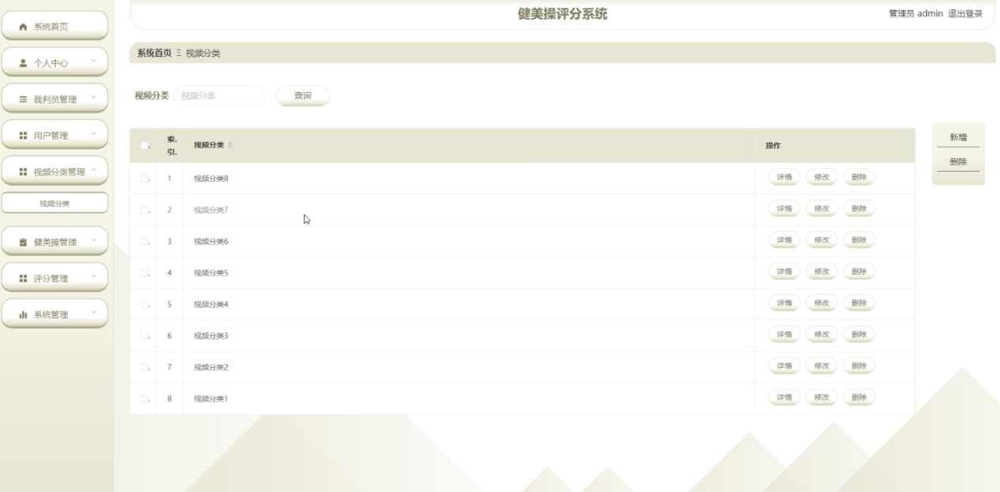 健美操评分系统
管理员 admin 退出登录
系统首页
个人中心
裁判员管理
用户管理
视频分类管理
视频分类
健美操管理
评分管理
系统管理
系统首页 Ξ 视频分类
视频分类 视频分类 查询
索. 引. 视频分类 操作
1 视频分类8 详情 修改 删除
2 视频分类7 详情 修改 删除
3 视频分类6 详情 修改 删除
4 视频分类5 详情 修改 删除
5 视频分类4 详情 修改 删除
6 视频分类3 详情 修改 删除
7 视频分类2 详情 修改 删除
8 视频分类1 详情 修改 删除
新增
删除